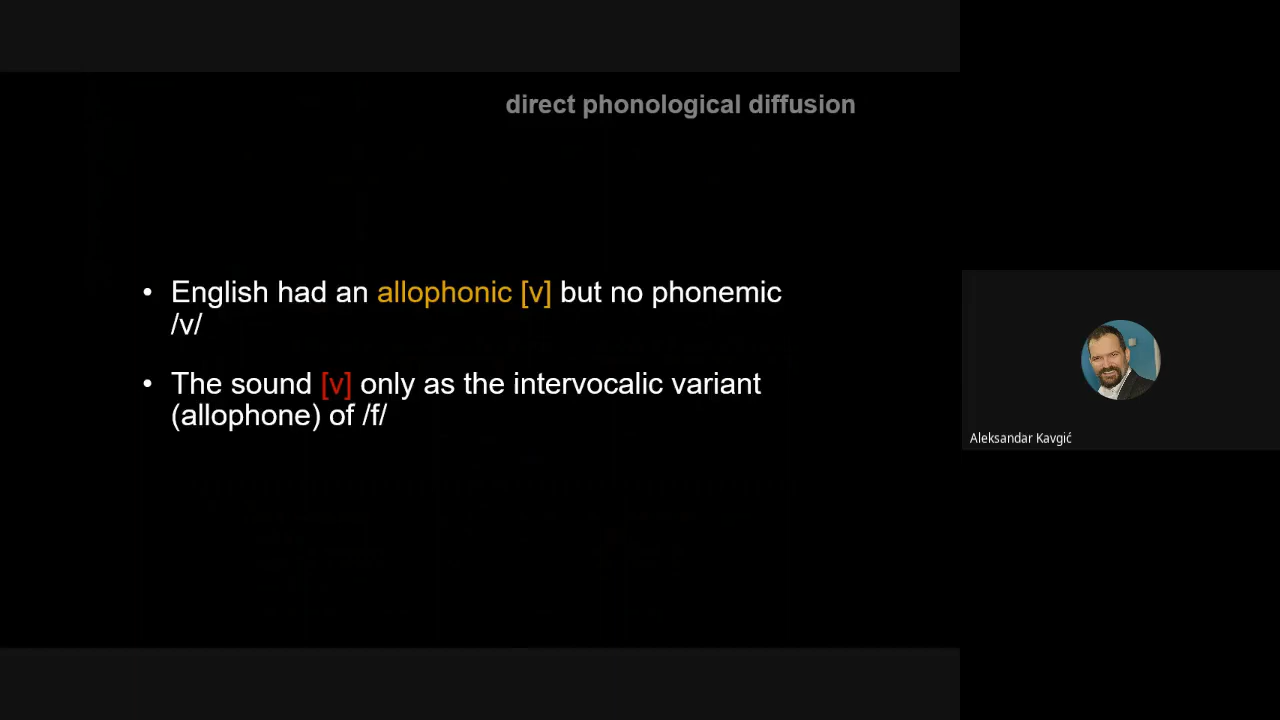 direct phonological diffusion
• English had an allophonic [v] but no phonemic
/v/
• The sound [v] only as the intervocalic variant
(allophone) of /f/
Aleksandar Kavgić